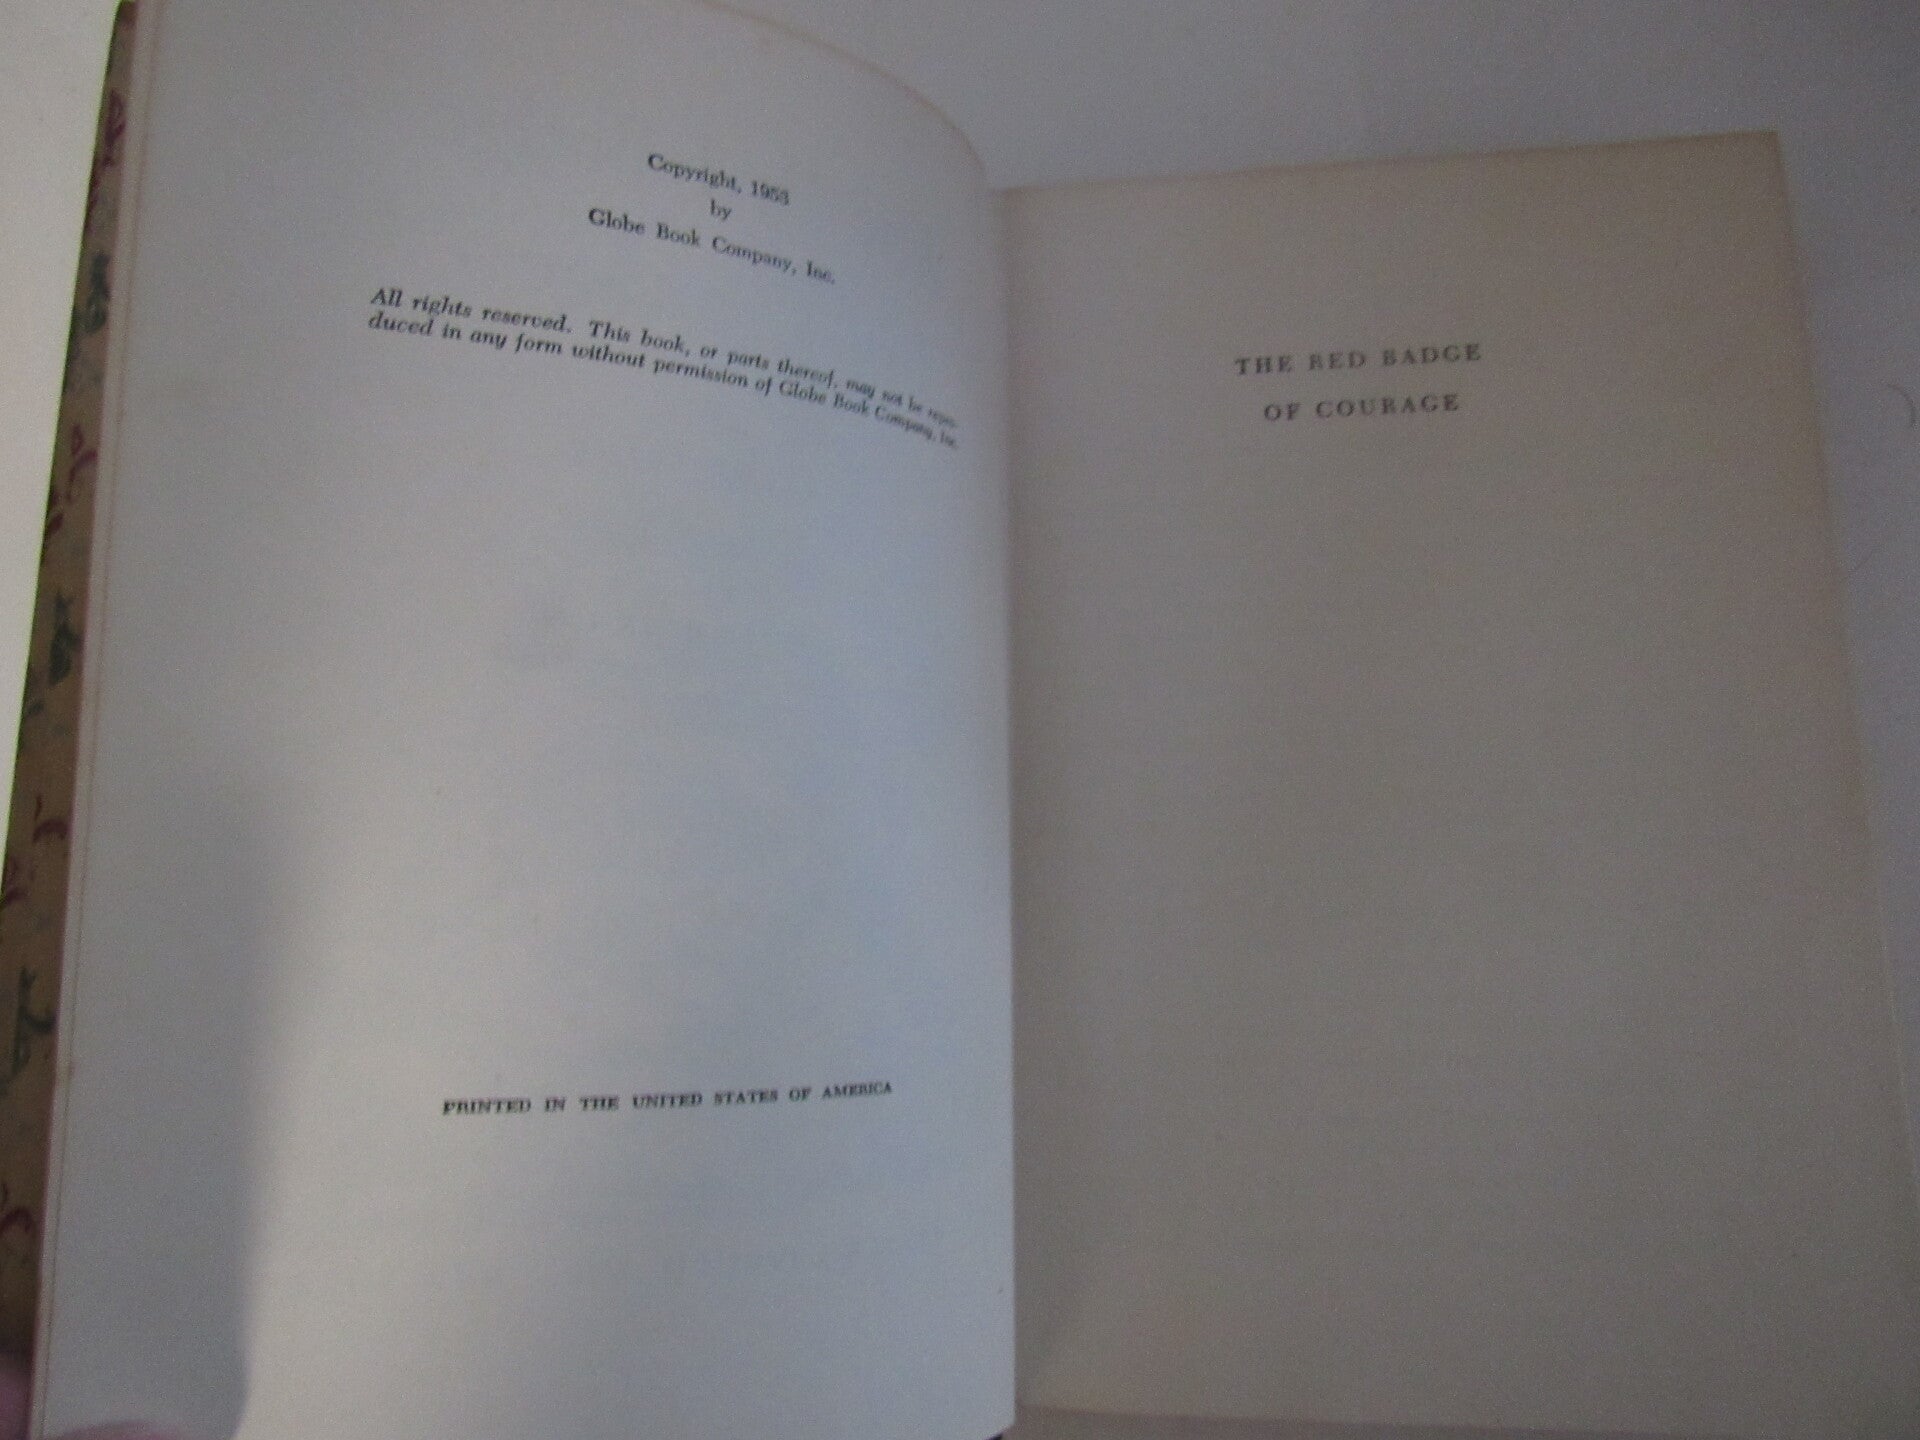 Copyright, 1953
by
Globe Book Company, Inc.
All rights reserved. This book, or parts thereof, may not be repro-
duced in any form without permission of Globe Book Company, Inc.
PRINTED IN THE UNITED STATES OF AMERICA
THE RED BADGE
OF COURAGE